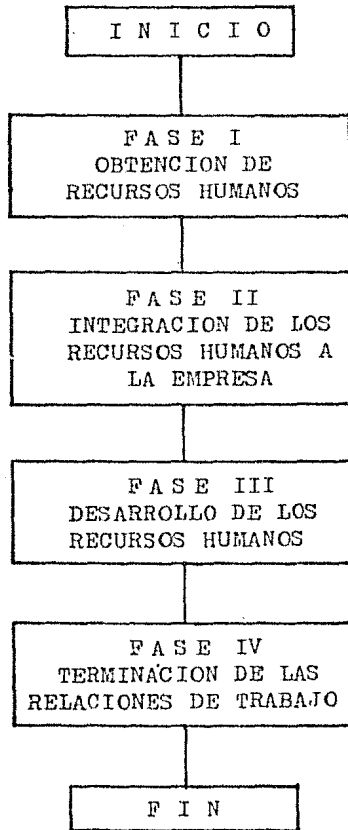 I N I C I O
F A S E I
OBTENCION DE
RECURSOS HUMANOS
F A S E II
INTEGRACION DE LOS
RECURSOS HUMANOS A
LA EMPRESA
F A S E III
DESARROLLO DE LOS
RECURSOS HUMANOS
F A S E IV
TERMINACION DE LAS
RELACIONES DE TRABAJO
F I N